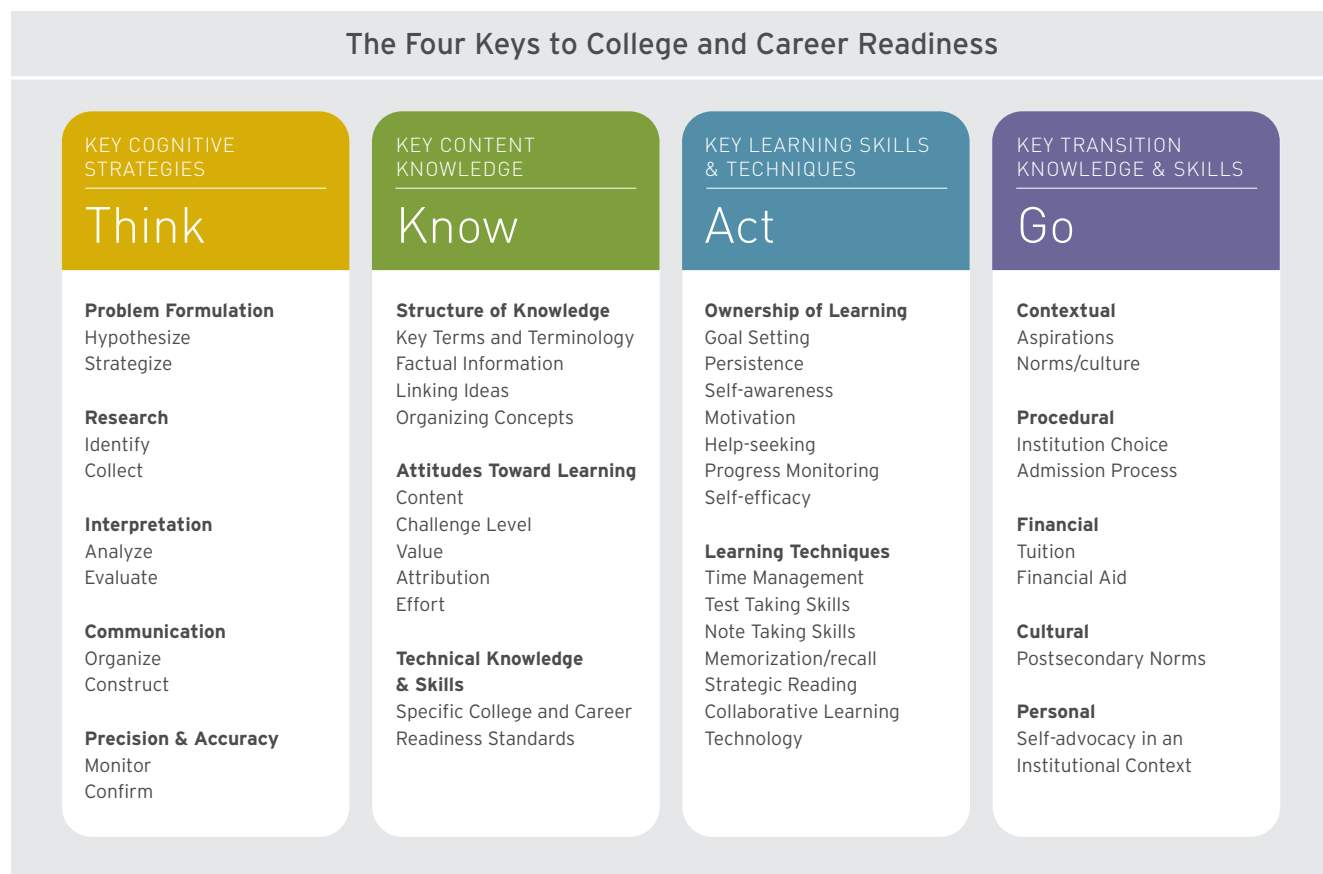 The Four Keys to College and Career Readiness
KEY COGNITIVE
STRATEGIES
Think
Problem Formulation
Hypothesize
Strategize
Research
Identify
Collect
Interpretation
Analyze
Evaluate
Communication
Organize
Construct
Precision & Accuracy
Monitor
Confirm
KEY CONTENT
KNOWLEDGE
Know
Structure of Knowledge
Key Terms and Terminology
Factual Information
Linking Ideas
Organizing Concepts
Attitudes Toward Learning
Content
Challenge Level
Value
Attribution
Effort
Technical Knowledge
& Skills
Specific College and Career
Readiness Standards
KEY LEARNING SKILLS
& TECHNIQUES
Act
Ownership of Learning
Goal Setting
Persistence
Self-awareness
Motivation
Help-seeking
Progress Monitoring
Self-efficacy
Learning Techniques
Time Management
Test Taking Skills
Note Taking Skills
Memorization/recall
Strategic Reading
Collaborative Learning
Technology
KEY TRANSITION
KNOWLEDGE & SKILLS
Go
Contextual
Aspirations
Norms/culture
Procedural
Institution Choice
Admission Process
Financial
Tuition
Financial Aid
Cultural
Postsecondary Norms
Personal
Self-advocacy in an
Institutional Context